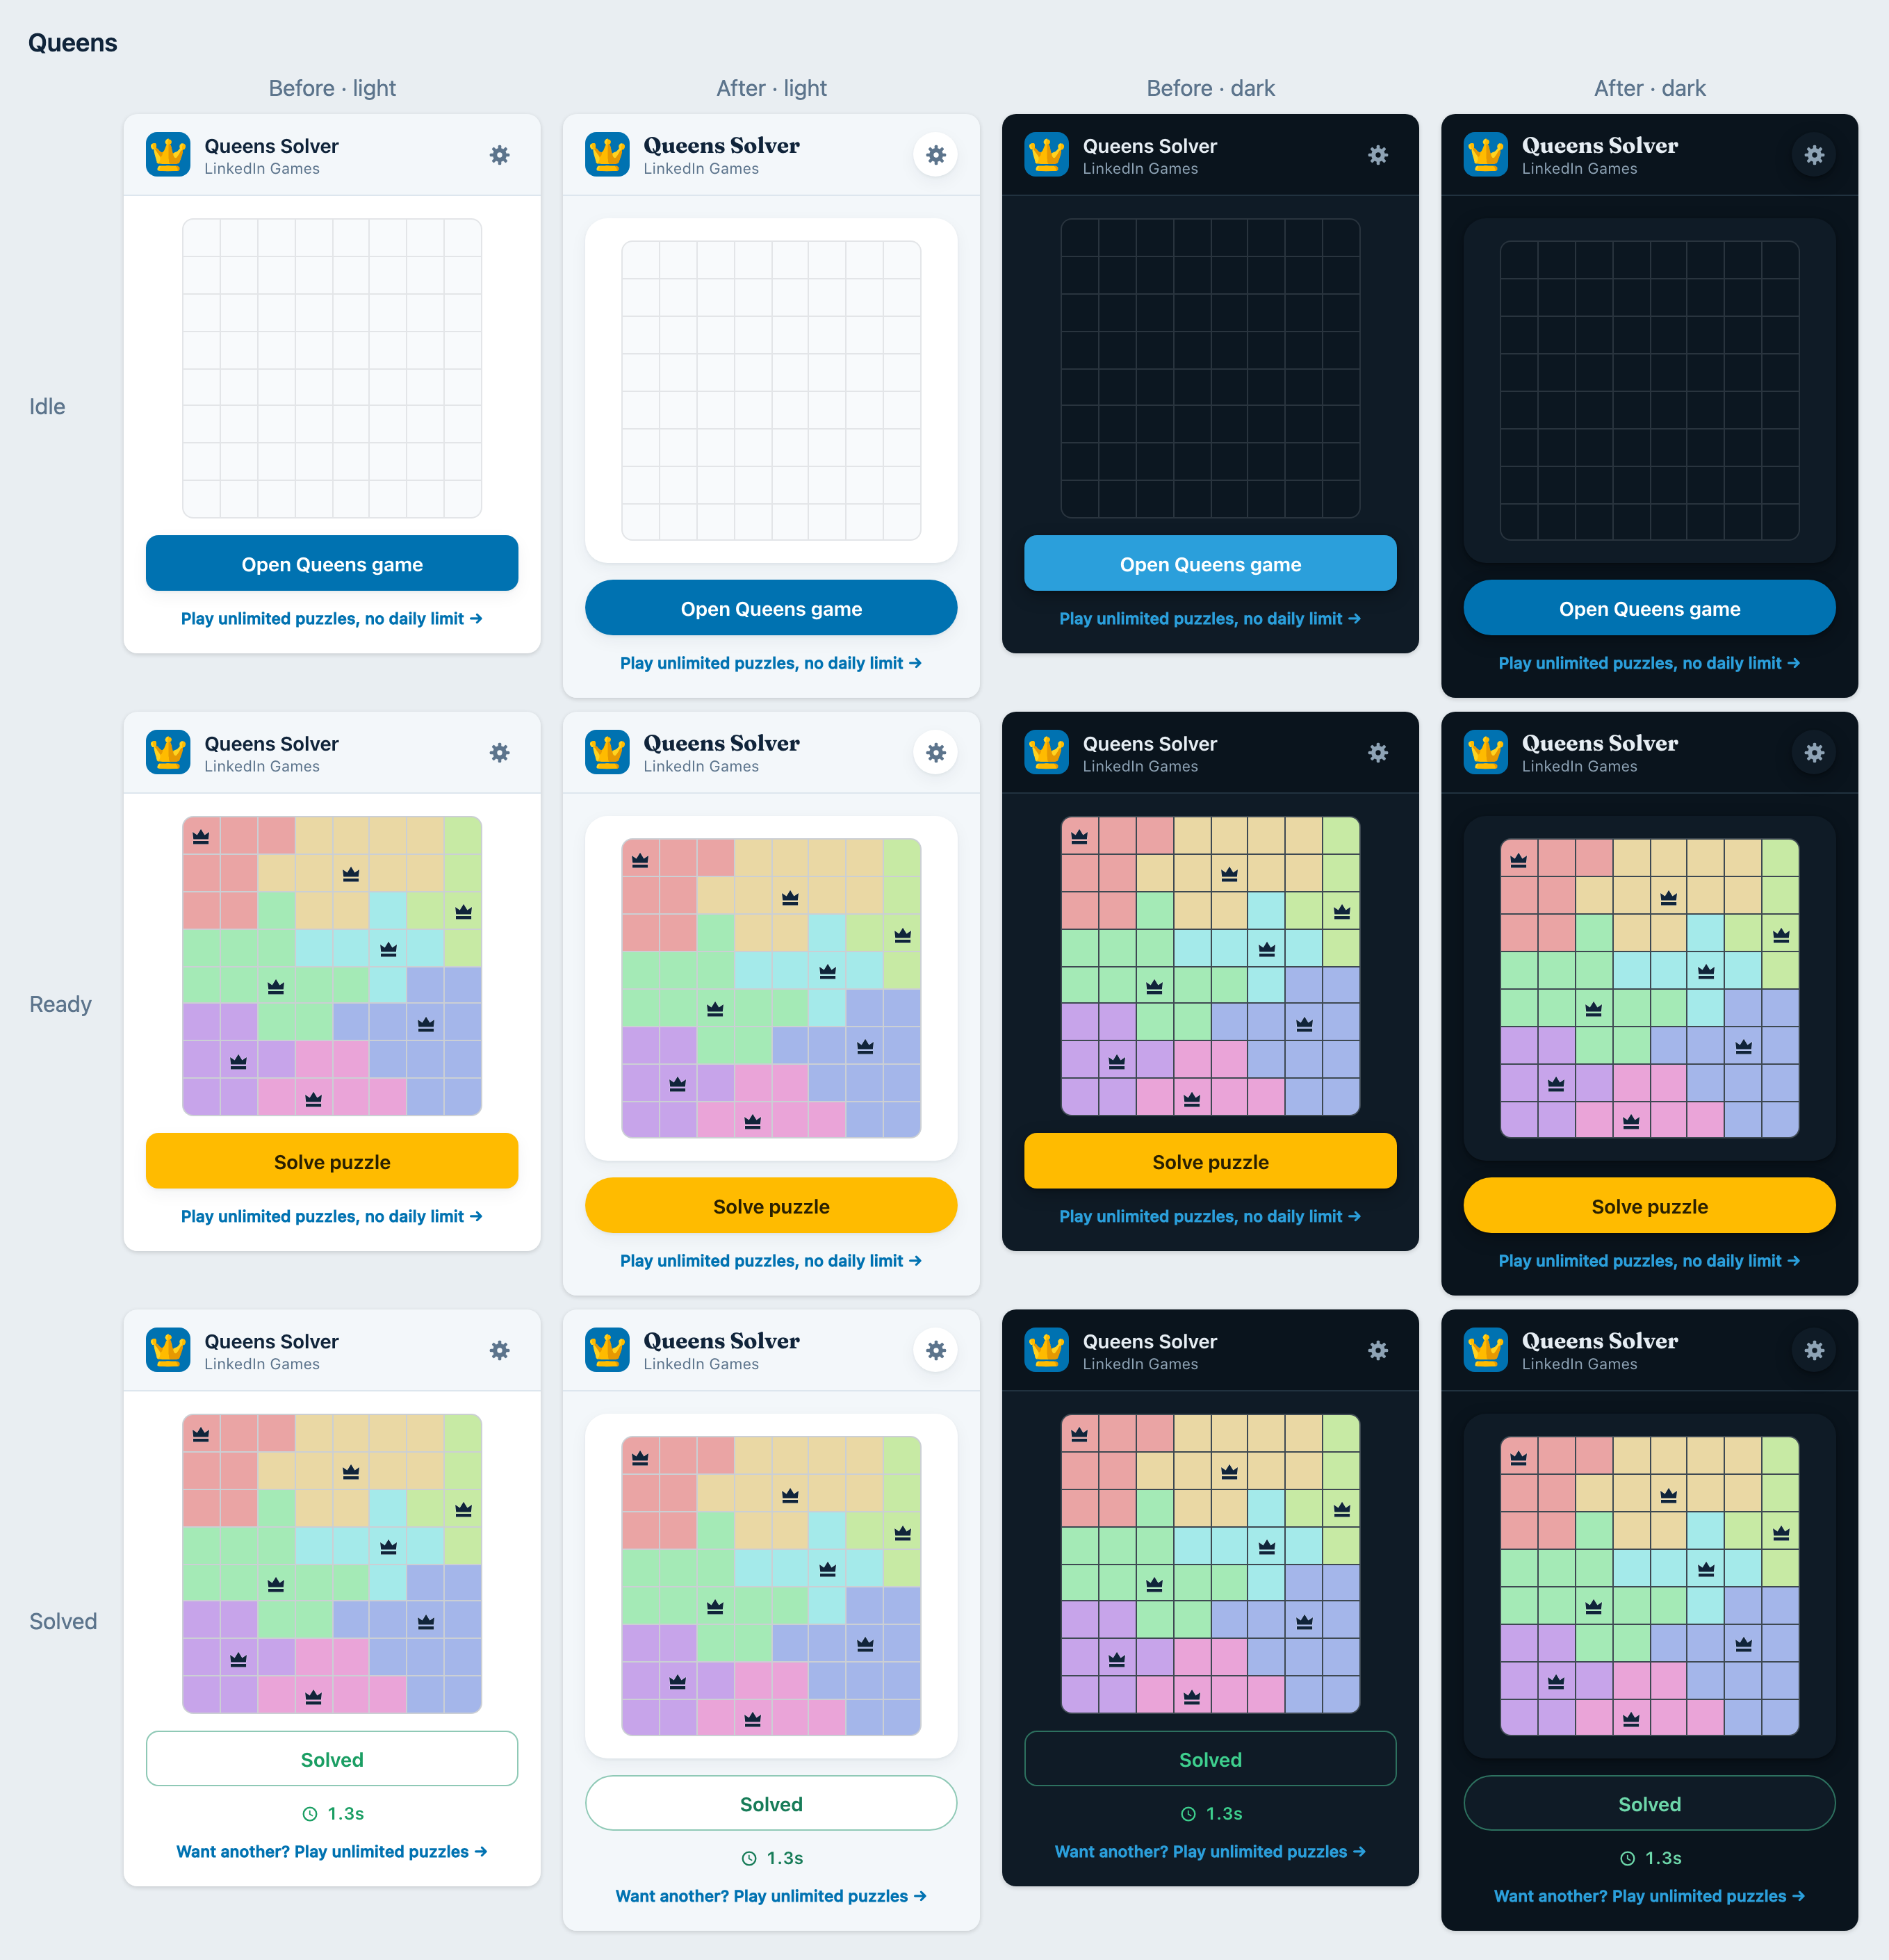 Queens
Before · light
After · light
Before · dark
After · dark
Idle
Queens Solver
LinkedIn Games
Open Queens game
Play unlimited puzzles, no daily limit →
Queens Solver
LinkedIn Games
Open Queens game
Play unlimited puzzles, no daily limit →
Queens Solver
LinkedIn Games
Open Queens game
Play unlimited puzzles, no daily limit →
Queens Solver
LinkedIn Games
Open Queens game
Play unlimited puzzles, no daily limit →
Ready
Queens Solver
LinkedIn Games
Solve puzzle
Play unlimited puzzles, no daily limit →
Queens Solver
LinkedIn Games
Solve puzzle
Play unlimited puzzles, no daily limit →
Queens Solver
LinkedIn Games
Solve puzzle
Play unlimited puzzles, no daily limit →
Queens Solver
LinkedIn Games
Solve puzzle
Play unlimited puzzles, no daily limit →
Solved
Queens Solver
LinkedIn Games
Solved
1.3s
Want another? Play unlimited puzzles →
Queens Solver
LinkedIn Games
Solved
1.3s
Want another? Play unlimited puzzles →
Queens Solver
LinkedIn Games
Solved
1.3s
Want another? Play unlimited puzzles →
Queens Solver
LinkedIn Games
Solved
1.3s
Want another? Play unlimited puzzles →